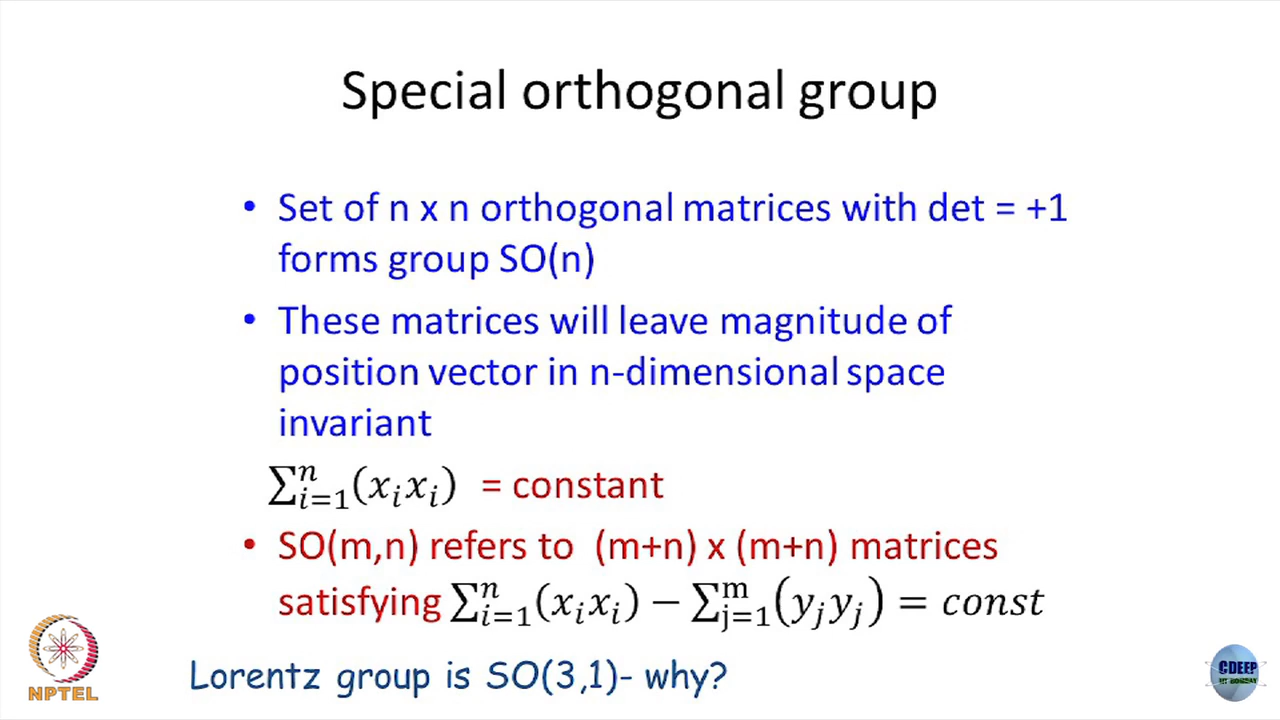 Special orthogonal group
• Set of n x n orthogonal matrices with det = +1
forms group SO(n)
• These matrices will leave magnitude of
position vector in n-dimensional space
invariant
∑ⁿᵢ₌₁(xᵢxᵢ) = constant
• SO(m,n) refers to (m+n) x (m+n) matrices
satisfying ∑ⁿᵢ₌₁(xᵢxᵢ) − ∑ᵐⱼ₌₁(yⱼyⱼ) = const
Lorentz group is SO(3,1)- why?
NPTEL
CDEEP
IIT BOMBAY